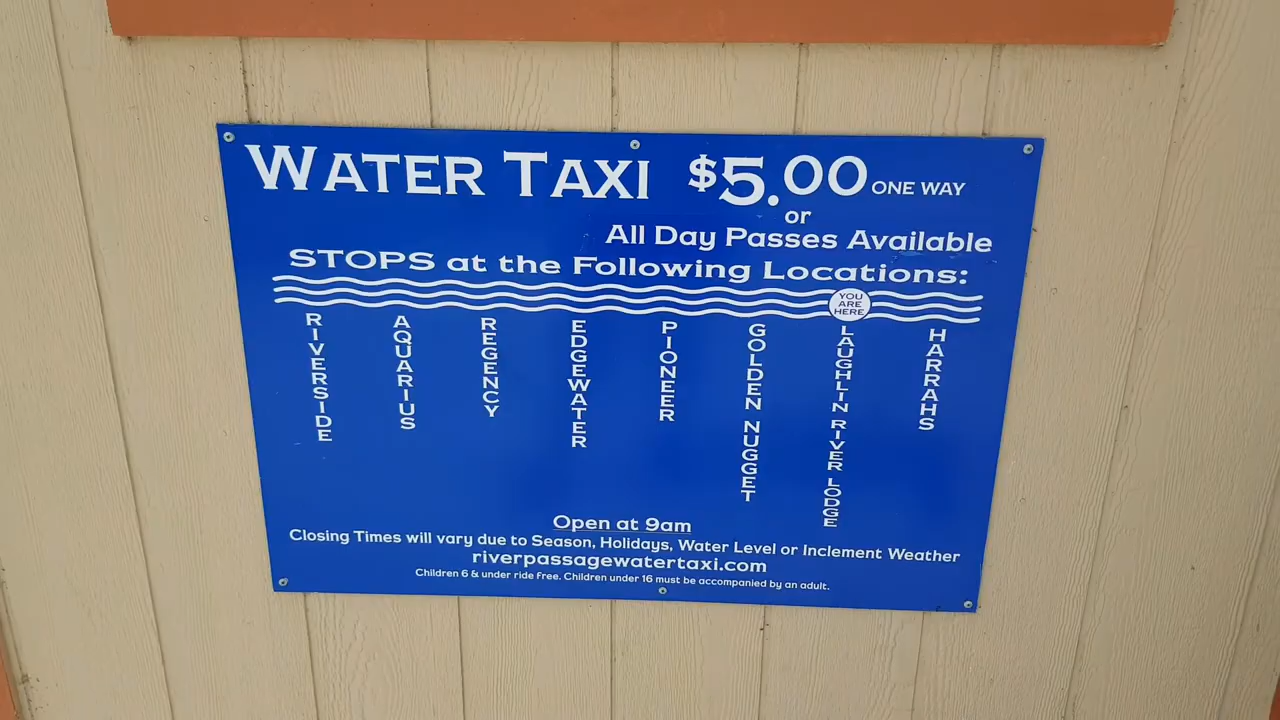 WATER TAXI $5.00 ONE WAY
or
All Day Passes Available
STOPS at the Following Locations:
YOU
ARE
HERE
RIVERSIDE
AQUARIUS
REGENCY
EDGEWATER
PIONEER
GOLDEN NUGGET
LAUGHLIN RIVER LODGE
HARRAHS
Open at 9am
Closing Times will vary due to Season, Holidays, Water Level or Inclement Weather
riverpassagewatertaxi.com
Children 6 & under ride free. Children under 16 must be accompanied by an adult.